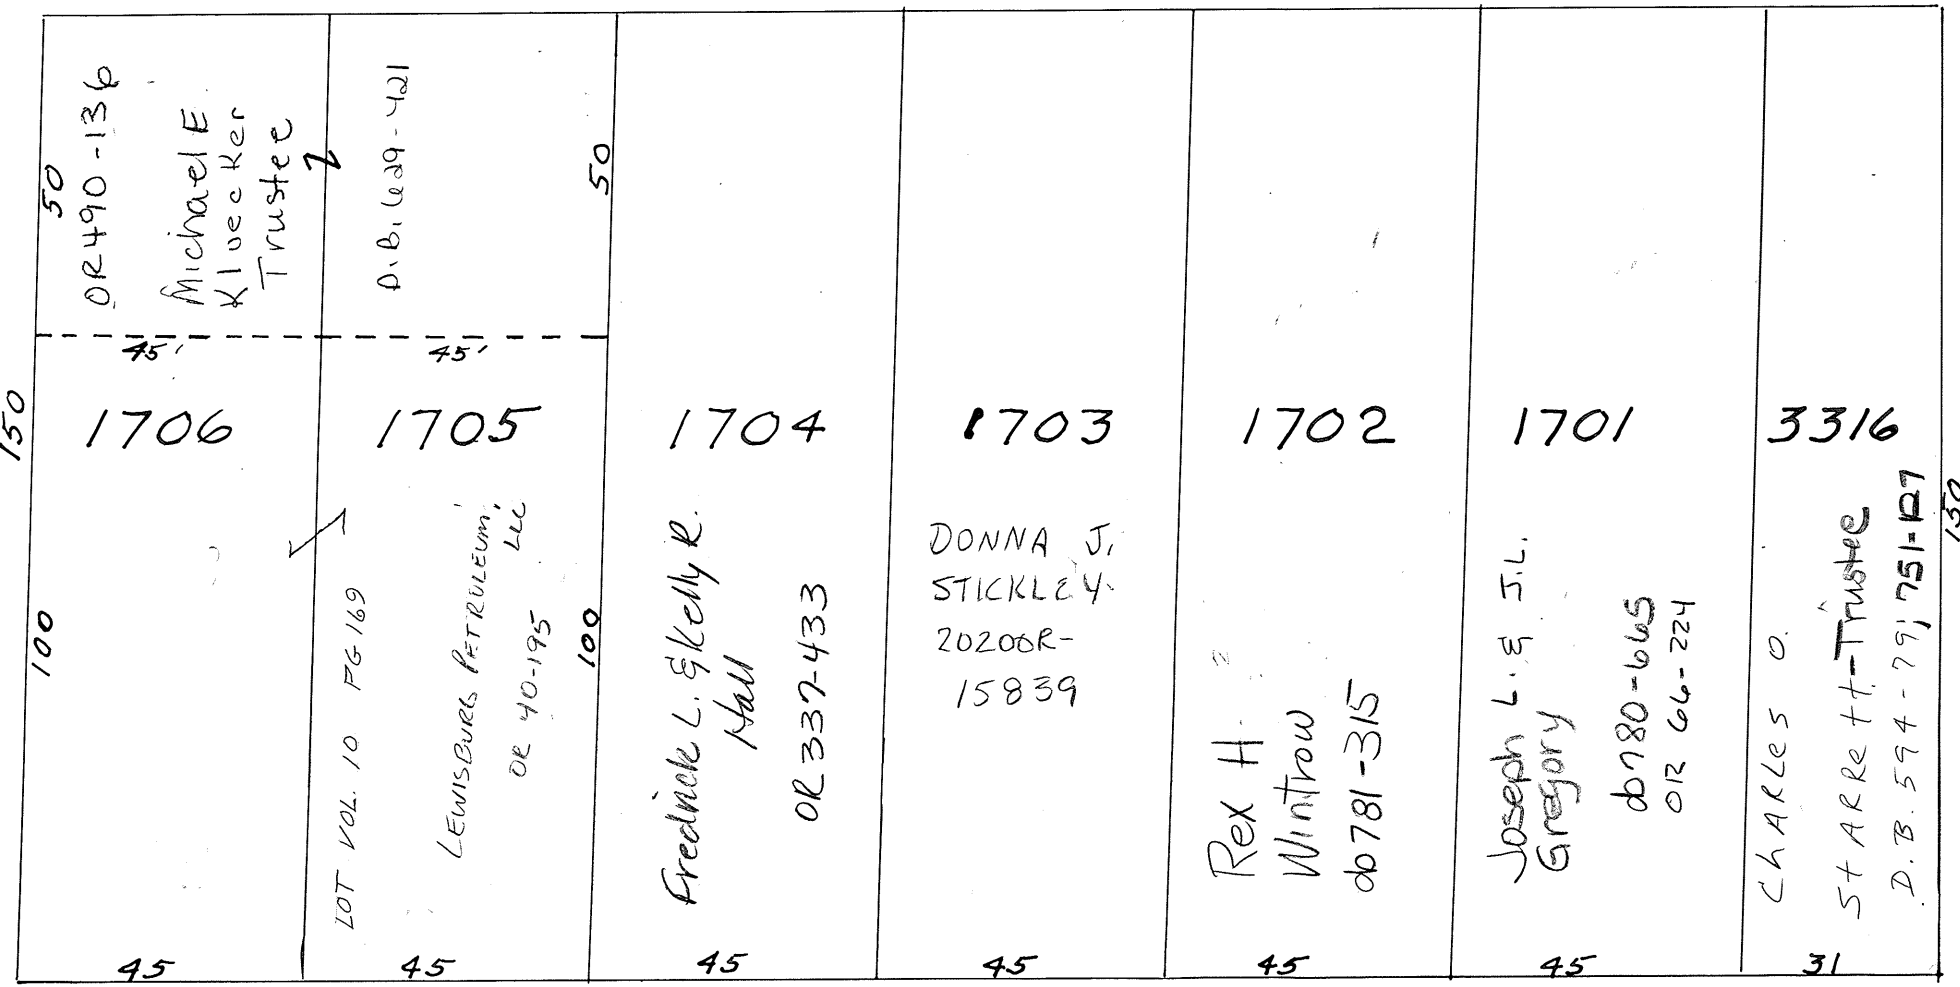 50
OR490-136
Michael E
Kluecker
Trustee
D.B. 629-421
50
45'
45'
150
1706
1705
1704
1703
1702
1701
3316
150
100
LOT VOL. 10 PG 169
LEWISBURG PETROLEUM,
LLC
OR 40-195
100
Fredrick L. & Kelly R.
Hall
OR 337-433
DONNA J.
STICKLEY
2020OR-
15839
Rex H.
Wintrow
db781-315
Joseph L. & J.L.
Gregory
db780-665
OR 66-224
ChARLes O.
StARRett-Trustee
D.B. 594-79; 751-127
45
45
45
45
45
45
31